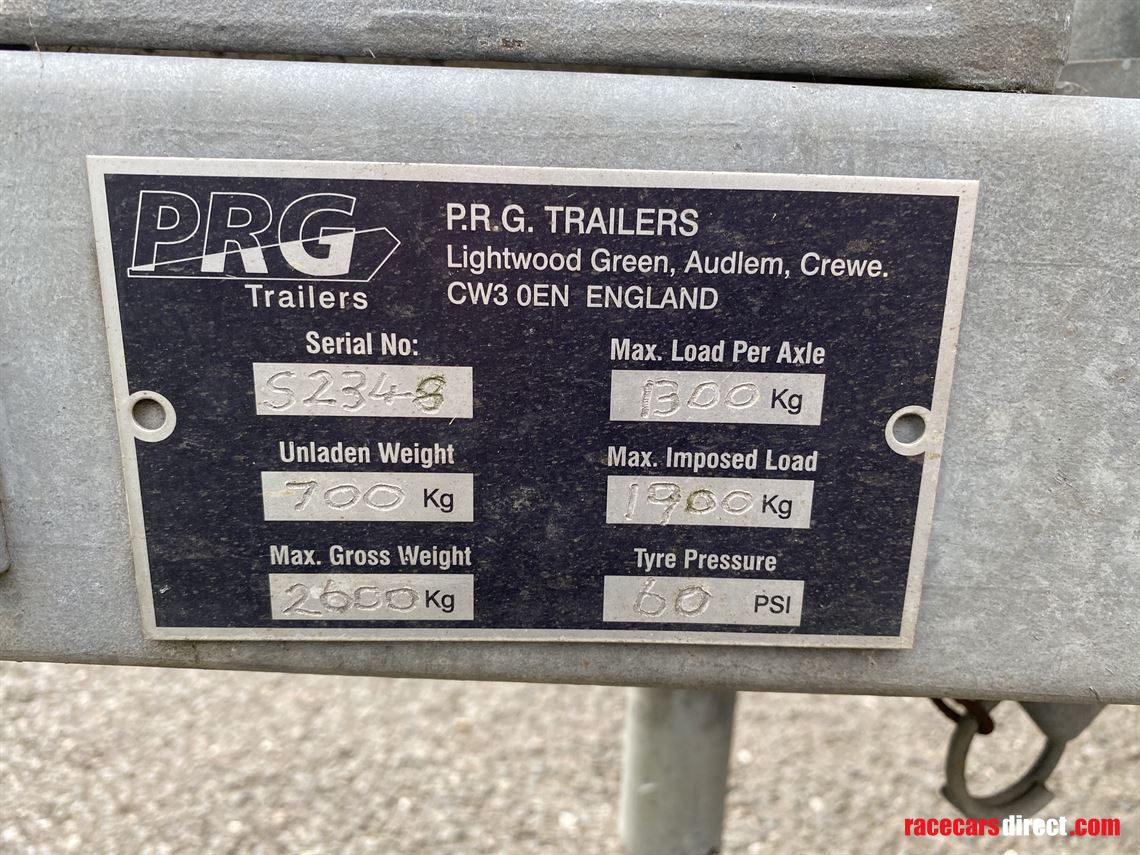 PRG
Trailers
P.R.G. TRAILERS
Lightwood Green, Audlem, Crewe.
CW3 0EN ENGLAND
Serial No:
S2348
Unladen Weight
700 Kg
Max. Gross Weight
2600 Kg
Max. Load Per Axle
1300 Kg
Max. Imposed Load
1900 Kg
Tyre Pressure
60 PSI
racecarsdirect.com